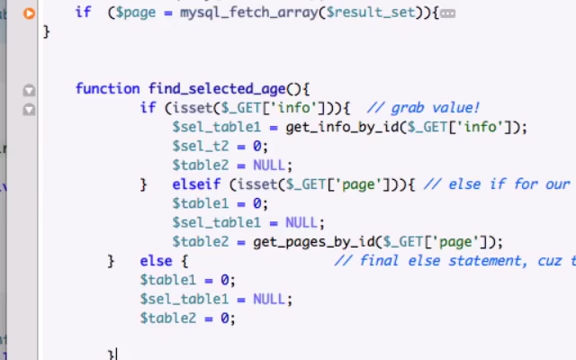 if ($page = mysql_fetch_array($result_set)){
}
function find_selected_age(){
if (isset($_GET['info'])){ // grab value!
$sel_table1 = get_info_by_id($_GET['info']);
$sel_t2 = 0;
$table2 = NULL;
} elseif (isset($_GET['page'])){ // else if for our
$table1 = 0;
$sel_table1 = NULL;
$table2 = get_pages_by_id($_GET['page']);
} else { // final else statement, cuz t
$table1 = 0;
$sel_table1 = NULL;
$table2 = 0;
}